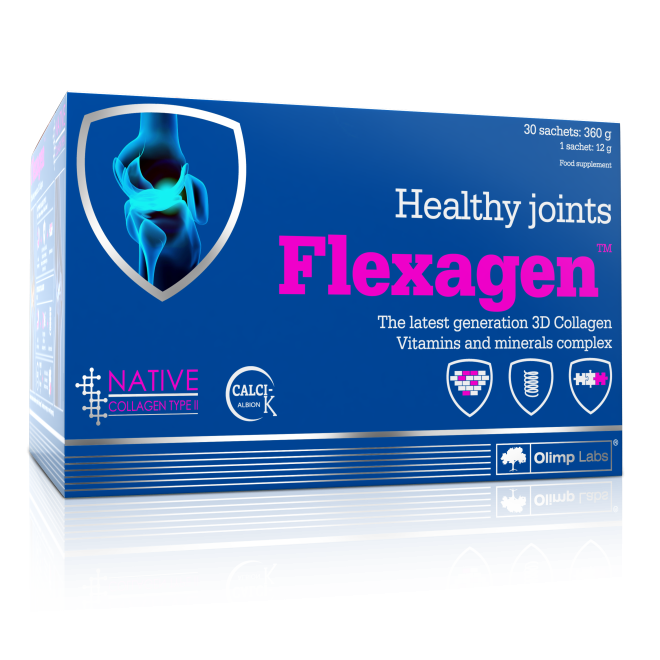 30 sachets: 360 g
1 sachet: 12 g
Food supplement
Healthy joints
Flexagen™
The latest generation 3D Collagen
Vitamins and minerals complex
NATIVE
COLLAGEN TYPE II
CALCI-K
ALBION
Olimp Labs®
Flexagen